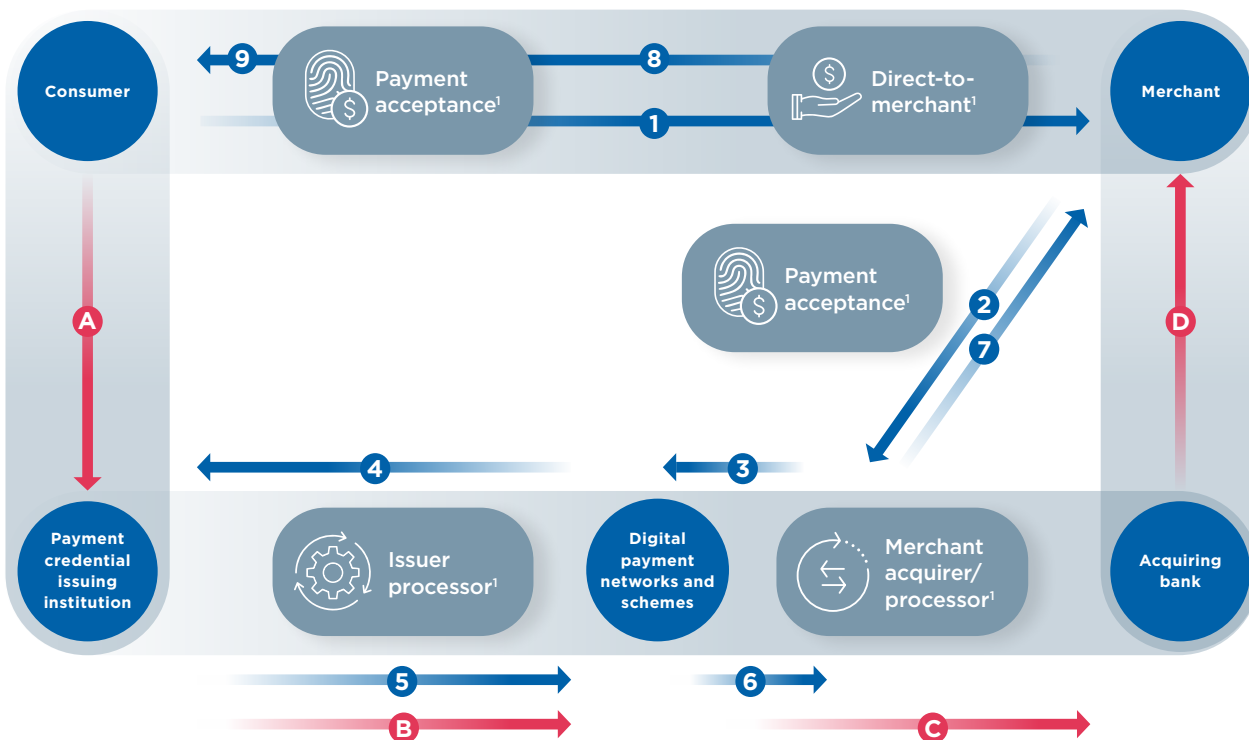 9
8
Consumer
Payment
acceptance¹
Direct-to-
merchant¹
Merchant
1
Payment
acceptance¹
2
7
A
D
4
3
Payment
credential
issuing
institution
Issuer
processor¹
Digital
payment
networks and
schemes
Merchant
acquirer/
processor¹
Acquiring
bank
5
6
B
C